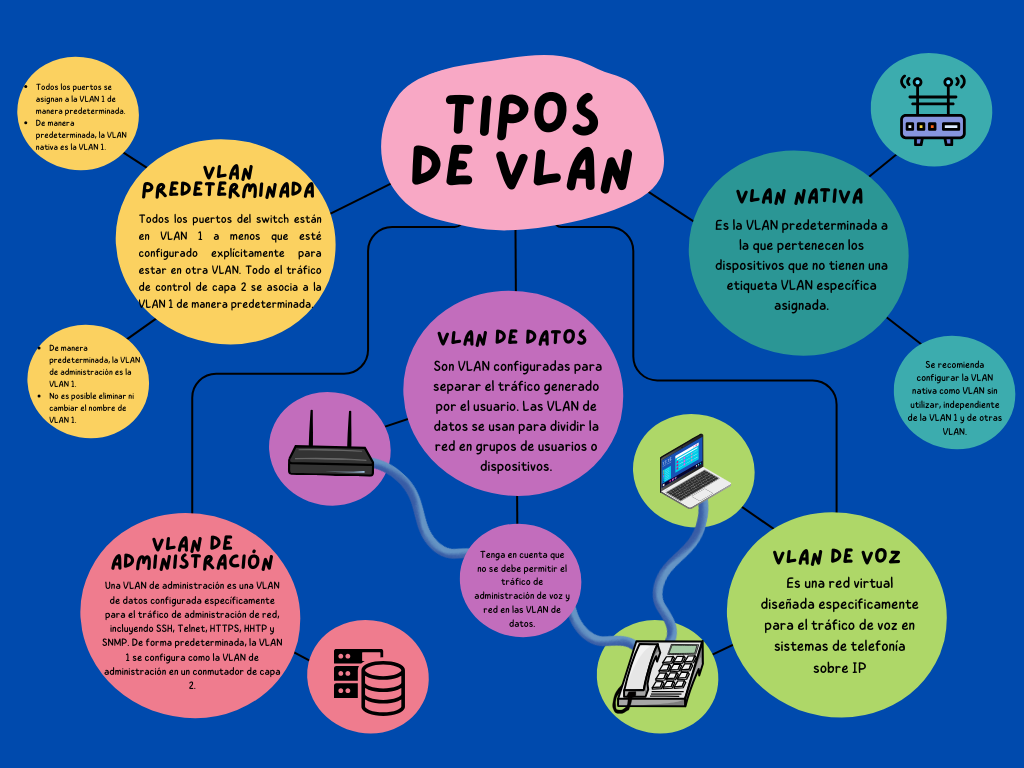 TIPOS
DE VLAN
Todos los puertos se
asignan a la VLAN 1 de
manera predeterminada.
De manera
predeterminada, la VLAN
nativa es la VLAN 1.
VLAN
PREDETERMINADA
Todos los puertos del switch están
en VLAN 1 a menos que esté
configurado explícitamente para
estar en otra VLAN. Todo el tráfico
de control de capa 2 se asocia a la
VLAN 1 de manera predeterminada.
De manera
predeterminada, la VLAN
de administración es la
VLAN 1.
No es posible eliminar ni
cambiar el nombre de
VLAN 1.
VLAN NATIVA
Es la VLAN predeterminada a
la que pertenecen los
dispositivos que no tienen una
etiqueta VLAN específica
asignada.
Se recomienda
configurar la VLAN
nativa como VLAN sin
utilizar, independiente
de la VLAN 1 y de otras
VLAN.
VLAN DE DATOS
Son VLAN configuradas para
separar el tráfico generado
por el usuario. Las VLAN de
datos se usan para dividir la
red en grupos de usuarios o
dispositivos.
Tenga en cuenta que
no se debe permitir el
tráfico de
administración de voz y
red en las VLAN de
datos.
VLAN DE
ADMINISTRACIÓN
Una VLAN de administración es una VLAN
de datos configurada específicamente
para el tráfico de administración de red,
incluyendo SSH, Telnet, HTTPS, HHTP y
SNMP. De forma predeterminada, la VLAN
1 se configura como la VLAN de
administración en un conmutador de capa
2.
VLAN DE VOZ
Es una red virtual
diseñada especificamente
para el tráfico de voz en
sistemas de telefonía
sobre IP